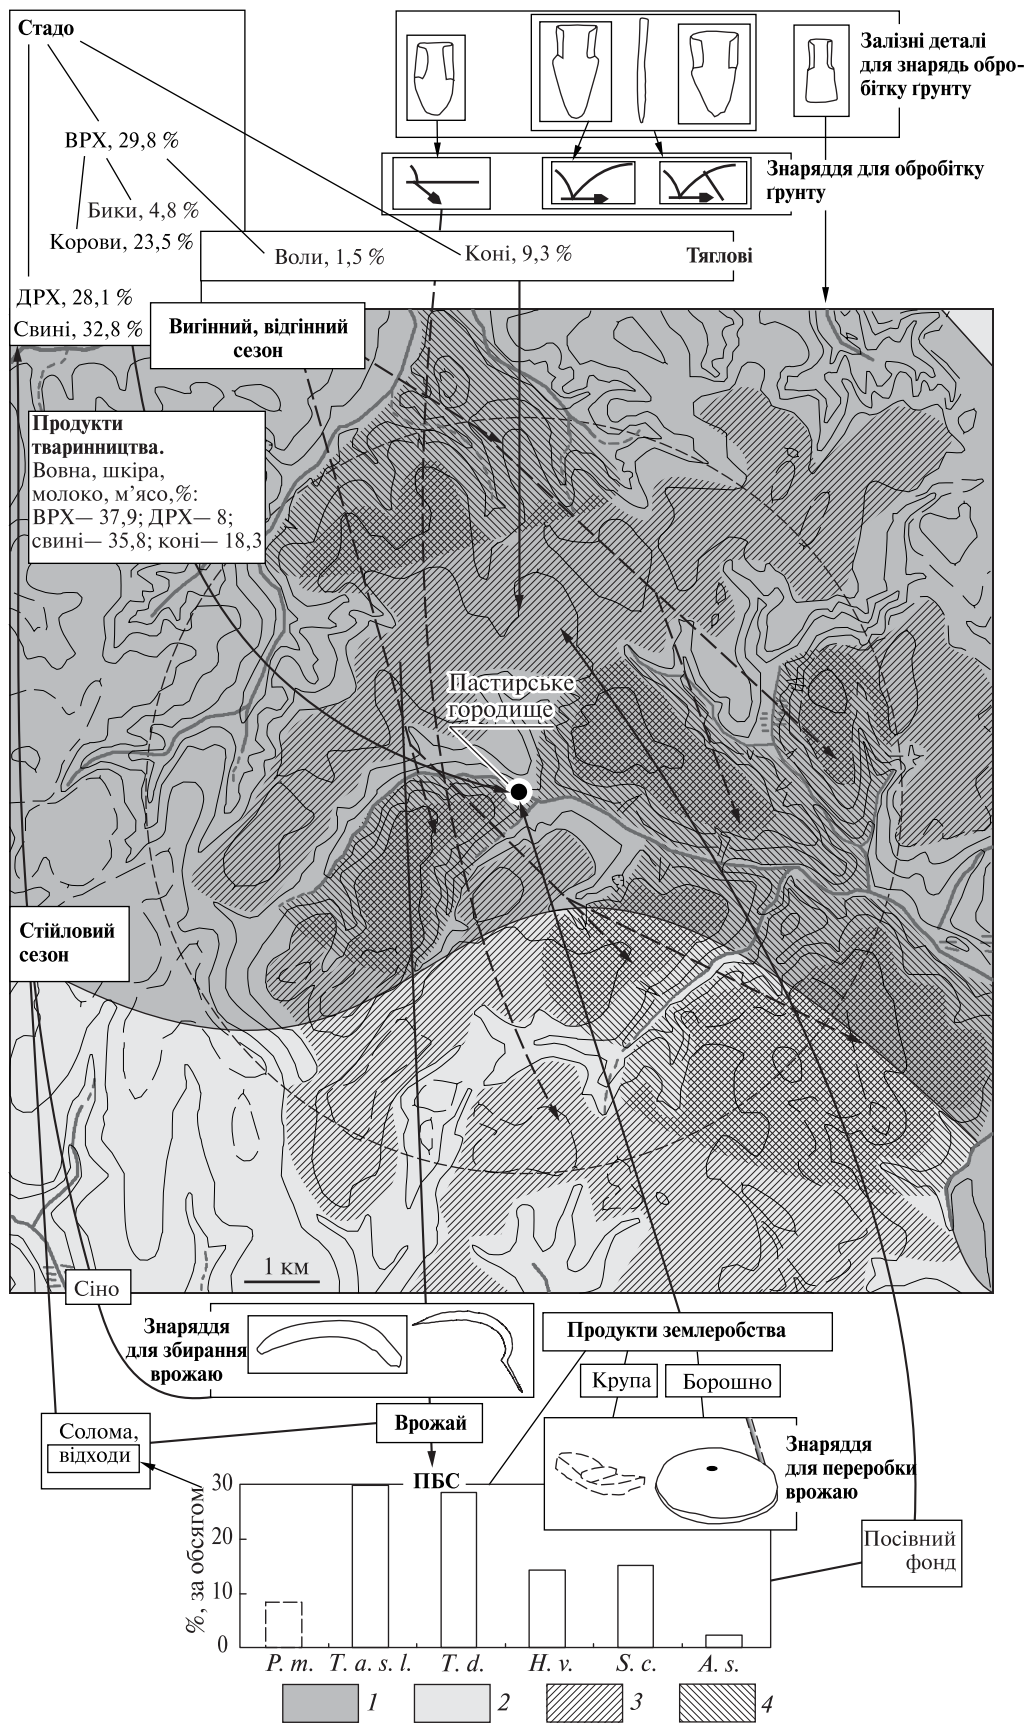 Стадо
Залізні деталі
для знарядь обро-
бітку ґрунту
ВРХ, 29,8 %
Знаряддя для обробітку
ґрунту
Бики, 4,8 %
Корови, 23,5 %
Воли, 1,5 %
Коні, 9,3 %
Тяглові
ДРХ, 28,1 %
Свині, 32,8 %
Вигінний, відгінний
сезон
Продукти
тваринництва.
Вовна, шкіра,
молоко, м’ясо,%:
ВРХ— 37,9; ДРХ— 8;
свині— 35,8; коні— 18,3
Пастирське
городище
Стійловий
сезон
1 км
Сіно
Знаряддя
для збирання
врожаю
Продукти землеробства
Крупа
Борошно
Солома,
відходи
Врожай
Знаряддя
для переробки
врожаю
ПБС
Посівний
фонд
%, за обсягом
30
20
10
0
P. m.
T. a. s. l.
T. d.
H. v.
S. c.
A. s.
1
2
3
4